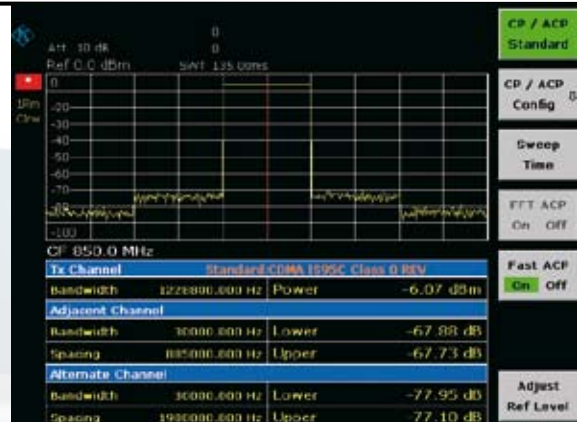 Att 10 dB
Ref 0.0 dBm
SWT 135.00ms
1Rm
Clrw
0
-20
-30
-40
-50
-60
-70
-100
CF 850.0 MHz
Tx Channel Standard: CDMA IS95C Class 0 REV
Bandwidth 1228800.000 Hz Power -6.07 dBm
Adjacent Channel
Bandwidth 30000.000 Hz Lower -67.88 dB
Spacing 885000.000 Hz Upper -67.73 dB
Alternate Channel
Bandwidth 30000.000 Hz Lower -77.95 dB
Spacing 1980000.000 Hz Upper -77.10 dB
CP / ACP
Standard
CP / ACP
Config
Sweep
Time
FFT ACP
On Off
Fast ACP
On Off
Adjust
Ref Level